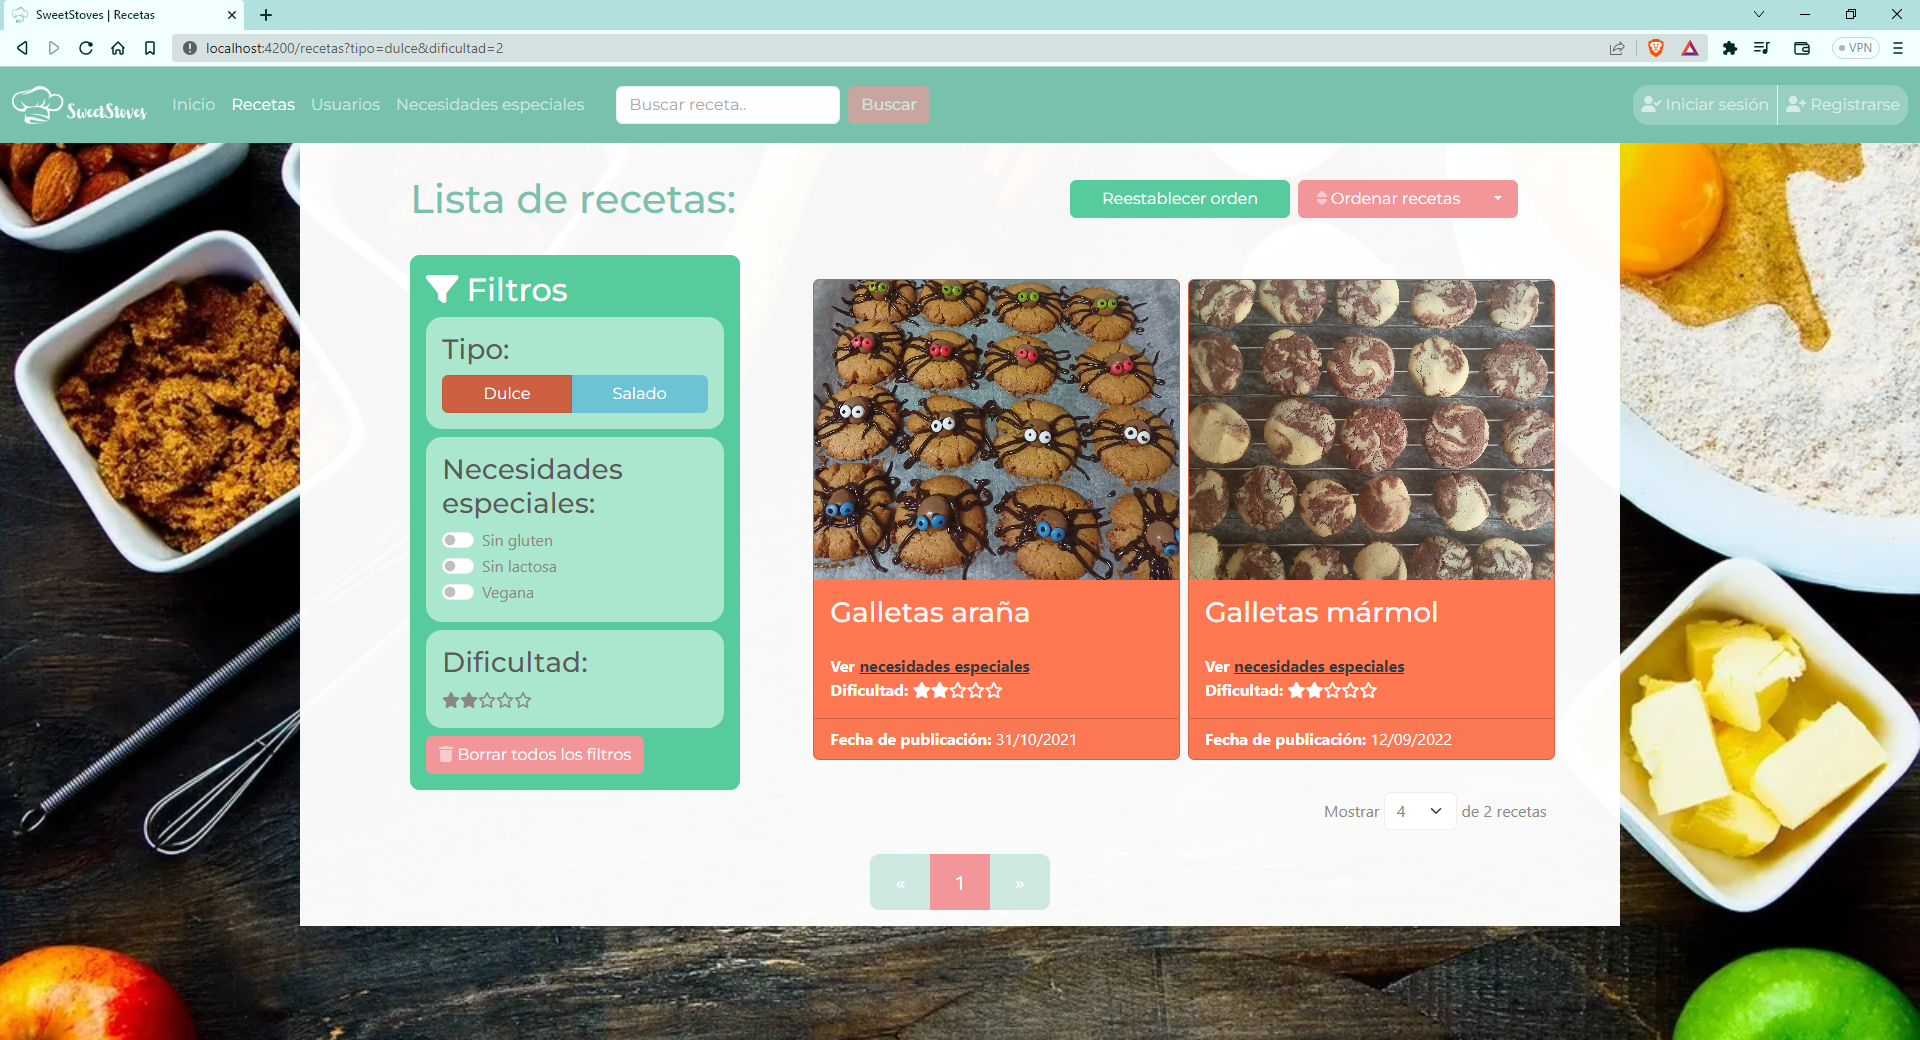 SweetStoves | Recetas
localhost:4200/recetas?tipo=dulce&dificultad=2
VPN
SweetStoves
Inicio
Recetas
Usuarios
Necesidades especiales
Buscar receta..
Buscar
Iniciar sesión
Registrarse
Lista de recetas:
Reestablecer orden
Ordenar recetas
Filtros
Tipo:
Dulce
Salado
Necesidades
especiales:
Sin gluten
Sin lactosa
Vegana
Dificultad:
Borrar todos los filtros
Galletas araña
Ver necesidades especiales
Dificultad:
Fecha de publicación: 31/10/2021
Galletas mármol
Ver necesidades especiales
Dificultad:
Fecha de publicación: 12/09/2022
Mostrar 4 de 2 recetas
« 1 »